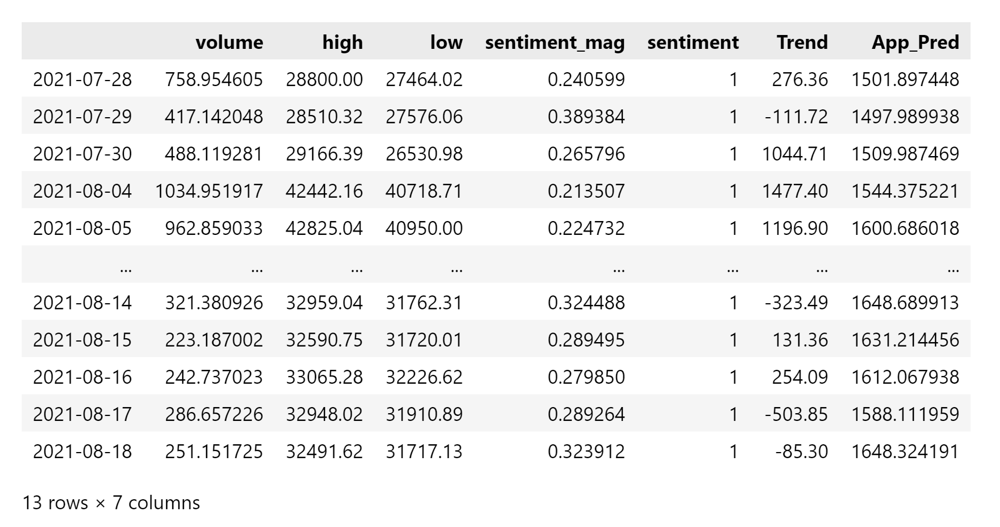 volume high low sentiment_mag sentiment Trend App_Pred
2021-07-28 758.954605 28800.00 27464.02 0.240599 1 276.36 1501.897448
2021-07-29 417.142048 28510.32 27576.06 0.389384 1 -111.72 1497.989938
2021-07-30 488.119281 29166.39 26530.98 0.265796 1 1044.71 1509.987469
2021-08-04 1034.951917 42442.16 40718.71 0.213507 1 1477.40 1544.375221
2021-08-05 962.859033 42825.04 40950.00 0.224732 1 1196.90 1600.686018
... ... ... ... ... ... ... ...
2021-08-14 321.380926 32959.04 31762.31 0.324488 1 -323.49 1648.689913
2021-08-15 223.187002 32590.75 31720.01 0.289495 1 131.36 1631.214456
2021-08-16 242.737023 33065.28 32226.62 0.279850 1 254.09 1612.067938
2021-08-17 286.657226 32948.02 31910.89 0.289264 1 -503.85 1588.111959
2021-08-18 251.151725 32491.62 31717.13 0.323912 1 -85.30 1648.324191
13 rows × 7 columns